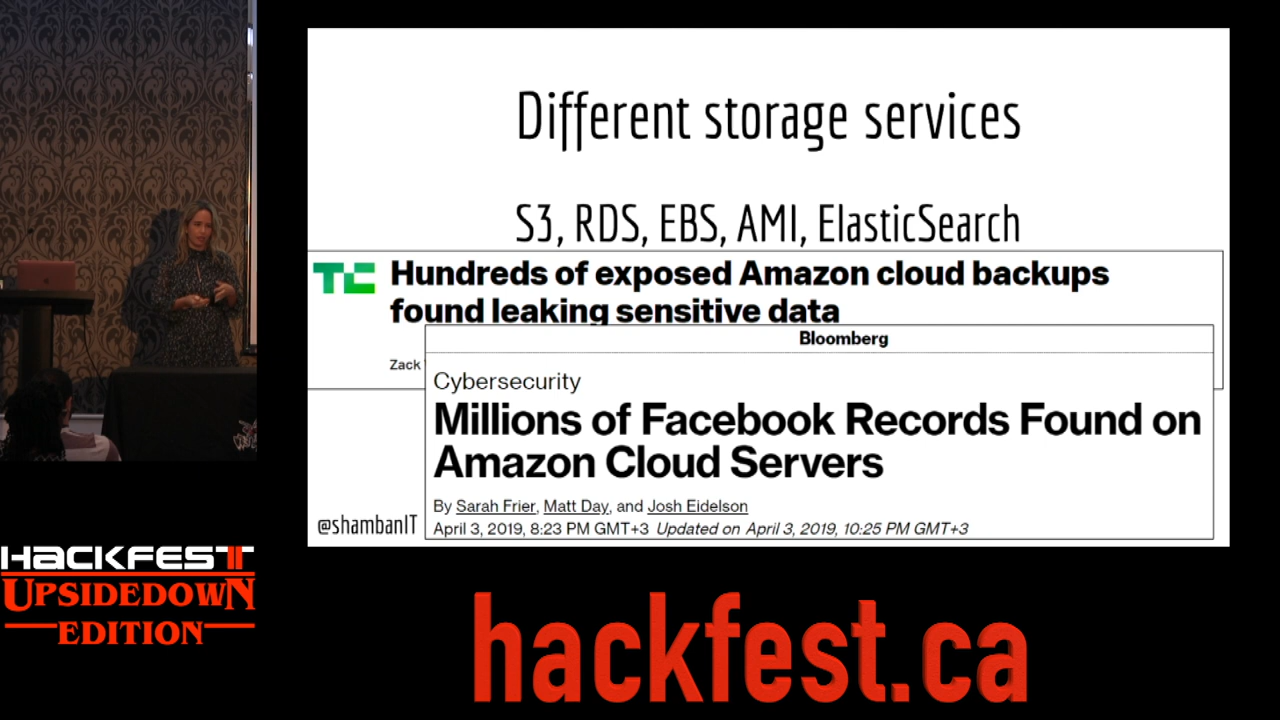 Different storage services
S3, RDS, EBS, AMI, ElasticSearch
TC
Hundreds of exposed Amazon cloud backups
found leaking sensitive data
Zack
Bloomberg
Cybersecurity
Millions of Facebook Records Found on
Amazon Cloud Servers
By Sarah Frier, Matt Day, and Josh Eidelson
April 3, 2019, 8:23 PM GMT+3 Updated on April 3, 2019, 10:25 PM GMT+3
@shambanIT
HACKFEST
UPSIDEDOWN
EDITION
hackfest.ca